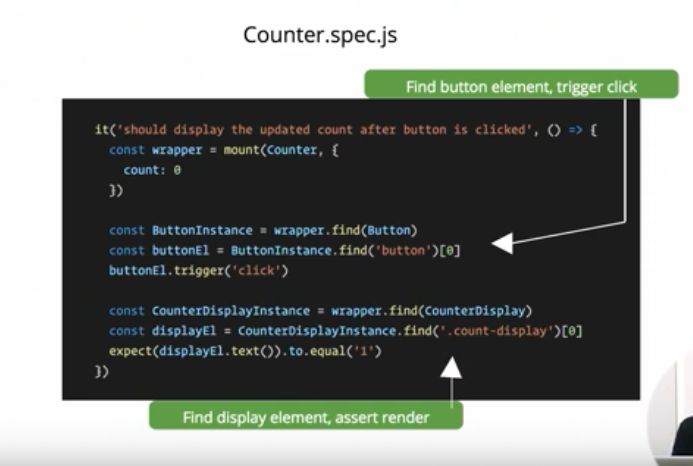 Counter.spec.js
Find button element, trigger click
it('should display the updated count after button is clicked', () => {
const wrapper = mount(Counter, {
count: 0
})
const ButtonInstance = wrapper.find(Button)
const buttonEl = ButtonInstance.find('button')[0]
buttonEl.trigger('click')
const CounterDisplayInstance = wrapper.find(CounterDisplay)
const displayEl = CounterDisplayInstance.find('.count-display')[0]
expect(displayEl.text()).to.equal('1')
})
Find display element, assert render